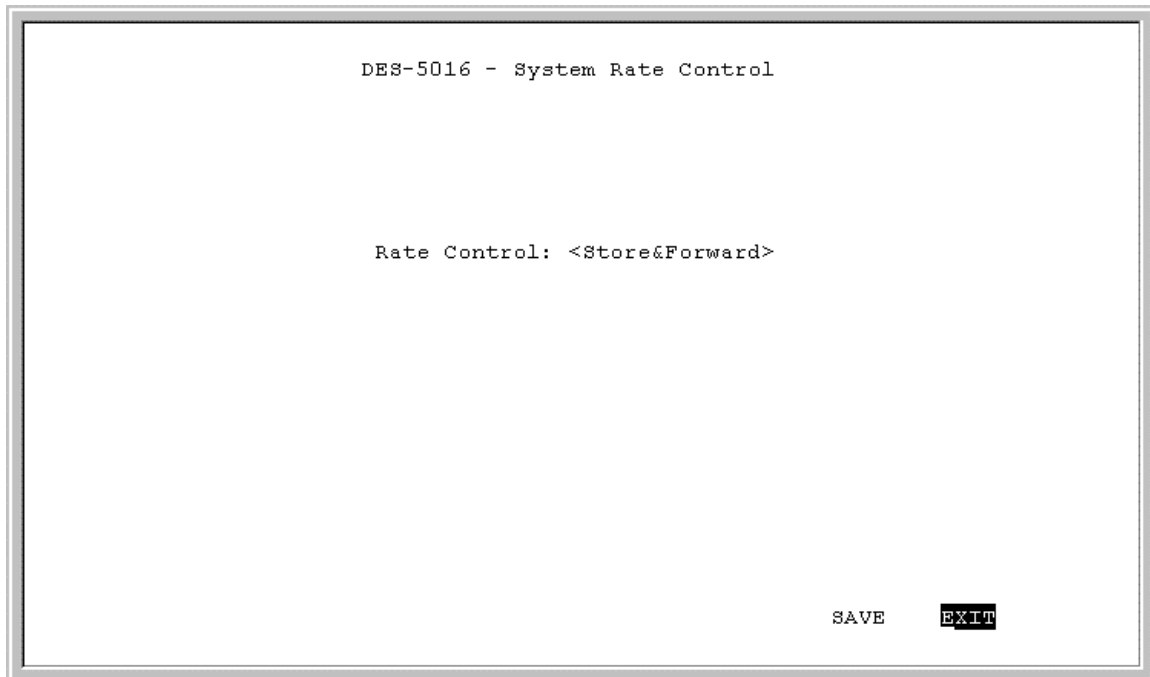 DES-5016 - System Rate Control
Rate Control: <Store&Forward>
SAVE EXIT